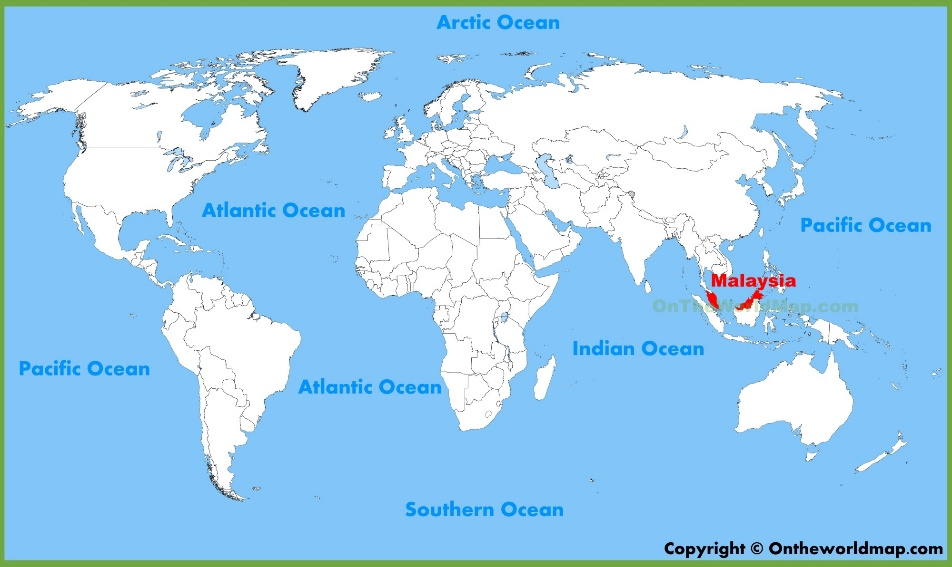 Arctic Ocean
Atlantic Ocean
Pacific Ocean
Malaysia
OnTheWorldMap.com
Indian Ocean
Pacific Ocean
Atlantic Ocean
Southern Ocean
Copyright © Ontheworldmap.com